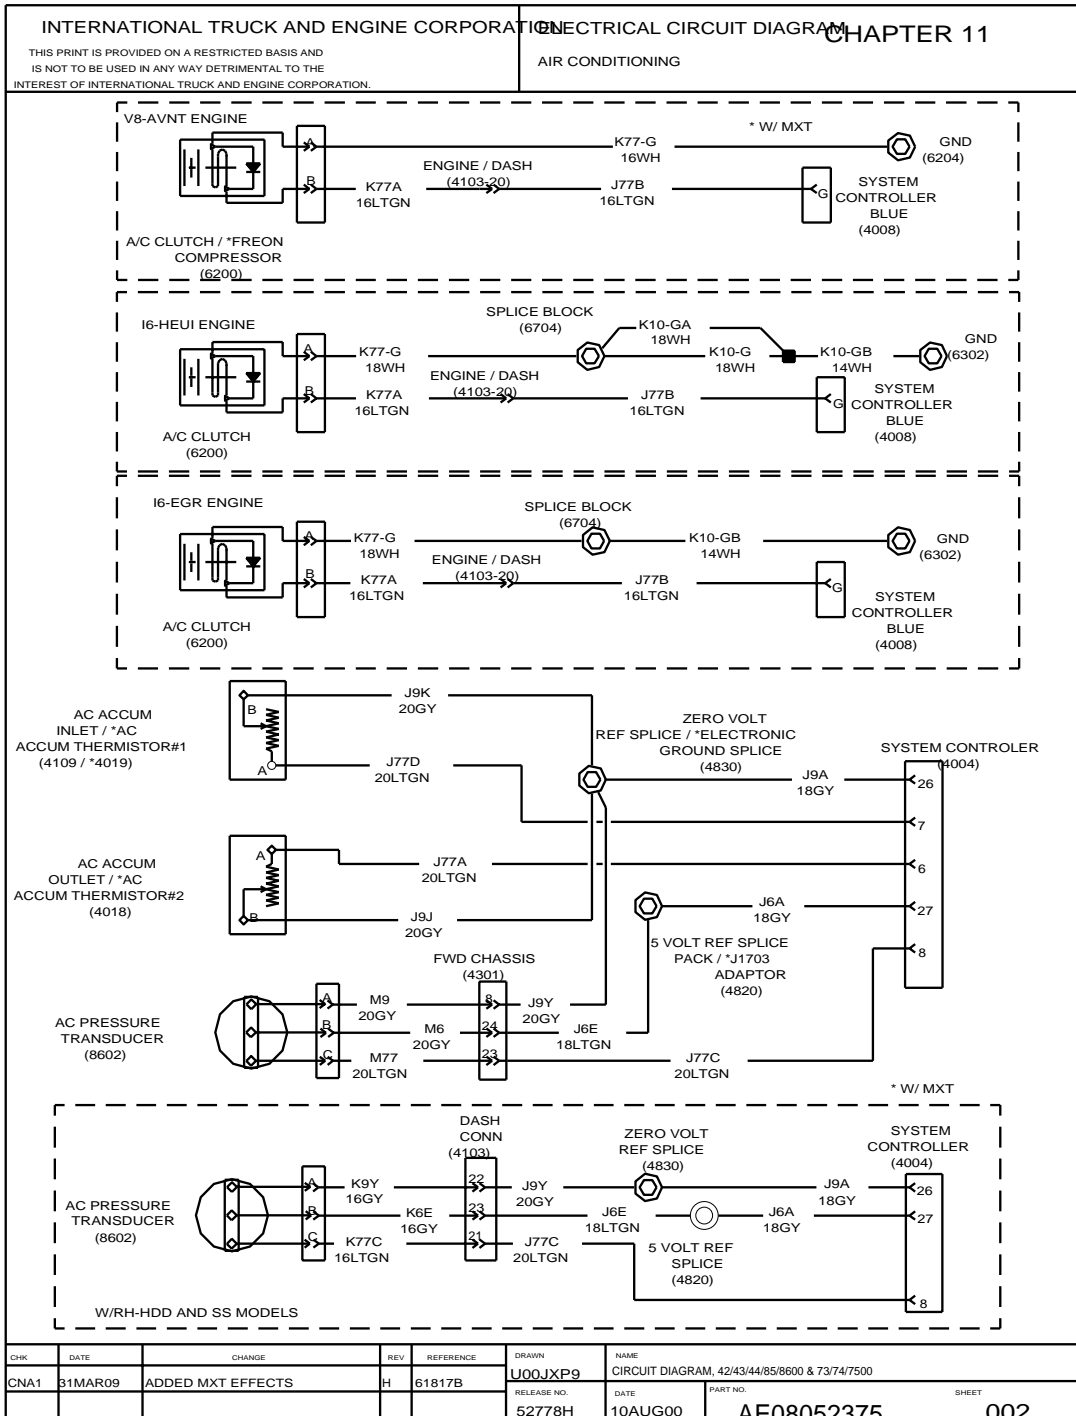 INTERNATIONAL TRUCK AND ENGINE CORPORATION
ELECTRICAL CIRCUIT DIAGRAM
CHAPTER 11
THIS PRINT IS PROVIDED ON A RESTRICTED BASIS AND
IS NOT TO BE USED IN ANY WAY DETRIMENTAL TO THE
INTEREST OF INTERNATIONAL TRUCK AND ENGINE CORPORATION.
AIR CONDITIONING
V8-AVNT ENGINE
* W/ MXT
A
K77-G
16WH
GND
(6204)
B
K77A
16LTGN
ENGINE / DASH
(4103-20)
J77B
16LTGN
G
SYSTEM
CONTROLLER
BLUE
(4008)
A/C CLUTCH / *FREON
COMPRESSOR
(6200)
I6-HEUI ENGINE
SPLICE BLOCK
(6704)
K10-GA
18WH
A
K77-G
18WH
K10-G
18WH
K10-GB
14WH
GND
(6302)
B
K77A
16LTGN
ENGINE / DASH
(4103-20)
J77B
16LTGN
G
SYSTEM
CONTROLLER
BLUE
(4008)
A/C CLUTCH
(6200)
I6-EGR ENGINE
SPLICE BLOCK
(6704)
A
K77-G
18WH
K10-GB
14WH
GND
(6302)
B
K77A
16LTGN
ENGINE / DASH
(4103-20)
J77B
16LTGN
G
SYSTEM
CONTROLLER
BLUE
(4008)
A/C CLUTCH
(6200)
AC ACCUM
INLET / *AC
ACCUM THERMISTOR#1
(4109 / *4019)
B
A
J9K
20GY
J77D
20LTGN
ZERO VOLT
REF SPLICE / *ELECTRONIC
GROUND SPLICE
(4830)
SYSTEM CONTROLER
(4004)
J9A
18GY
26
7
6
27
8
AC ACCUM
OUTLET / *AC
ACCUM THERMISTOR#2
(4018)
A
B
J77A
20LTGN
J9J
20GY
J6A
18GY
5 VOLT REF SPLICE
PACK / *J1703
ADAPTOR
(4820)
FWD CHASSIS
(4301)
AC PRESSURE
TRANSDUCER
(8602)
A
M9
20GY
8
J9Y
20GY
B
M6
20GY
24
J6E
18LTGN
C
M77
20LTGN
23
J77C
20LTGN
* W/ MXT
DASH
CONN
(4103)
ZERO VOLT
REF SPLICE
(4830)
SYSTEM
CONTROLLER
(4004)
AC PRESSURE
TRANSDUCER
(8602)
A
K9Y
16GY
22
J9Y
20GY
J9A
18GY
26
B
K6E
16GY
23
J6E
18LTGN
J6A
18GY
27
C
K77C
16LTGN
21
J77C
20LTGN
5 VOLT REF
SPLICE
(4820)
8
W/RH-HDD AND SS MODELS
CHK DATE CHANGE REV REFERENCE DRAWN NAME
CNA1 31MAR09 ADDED MXT EFFECTS H 61817B U00JXP9 CIRCUIT DIAGRAM, 42/43/44/85/8600 & 73/74/7500
RELEASE NO. DATE PART NO. SHEET
52778H 10AUG00 AE08052375 002